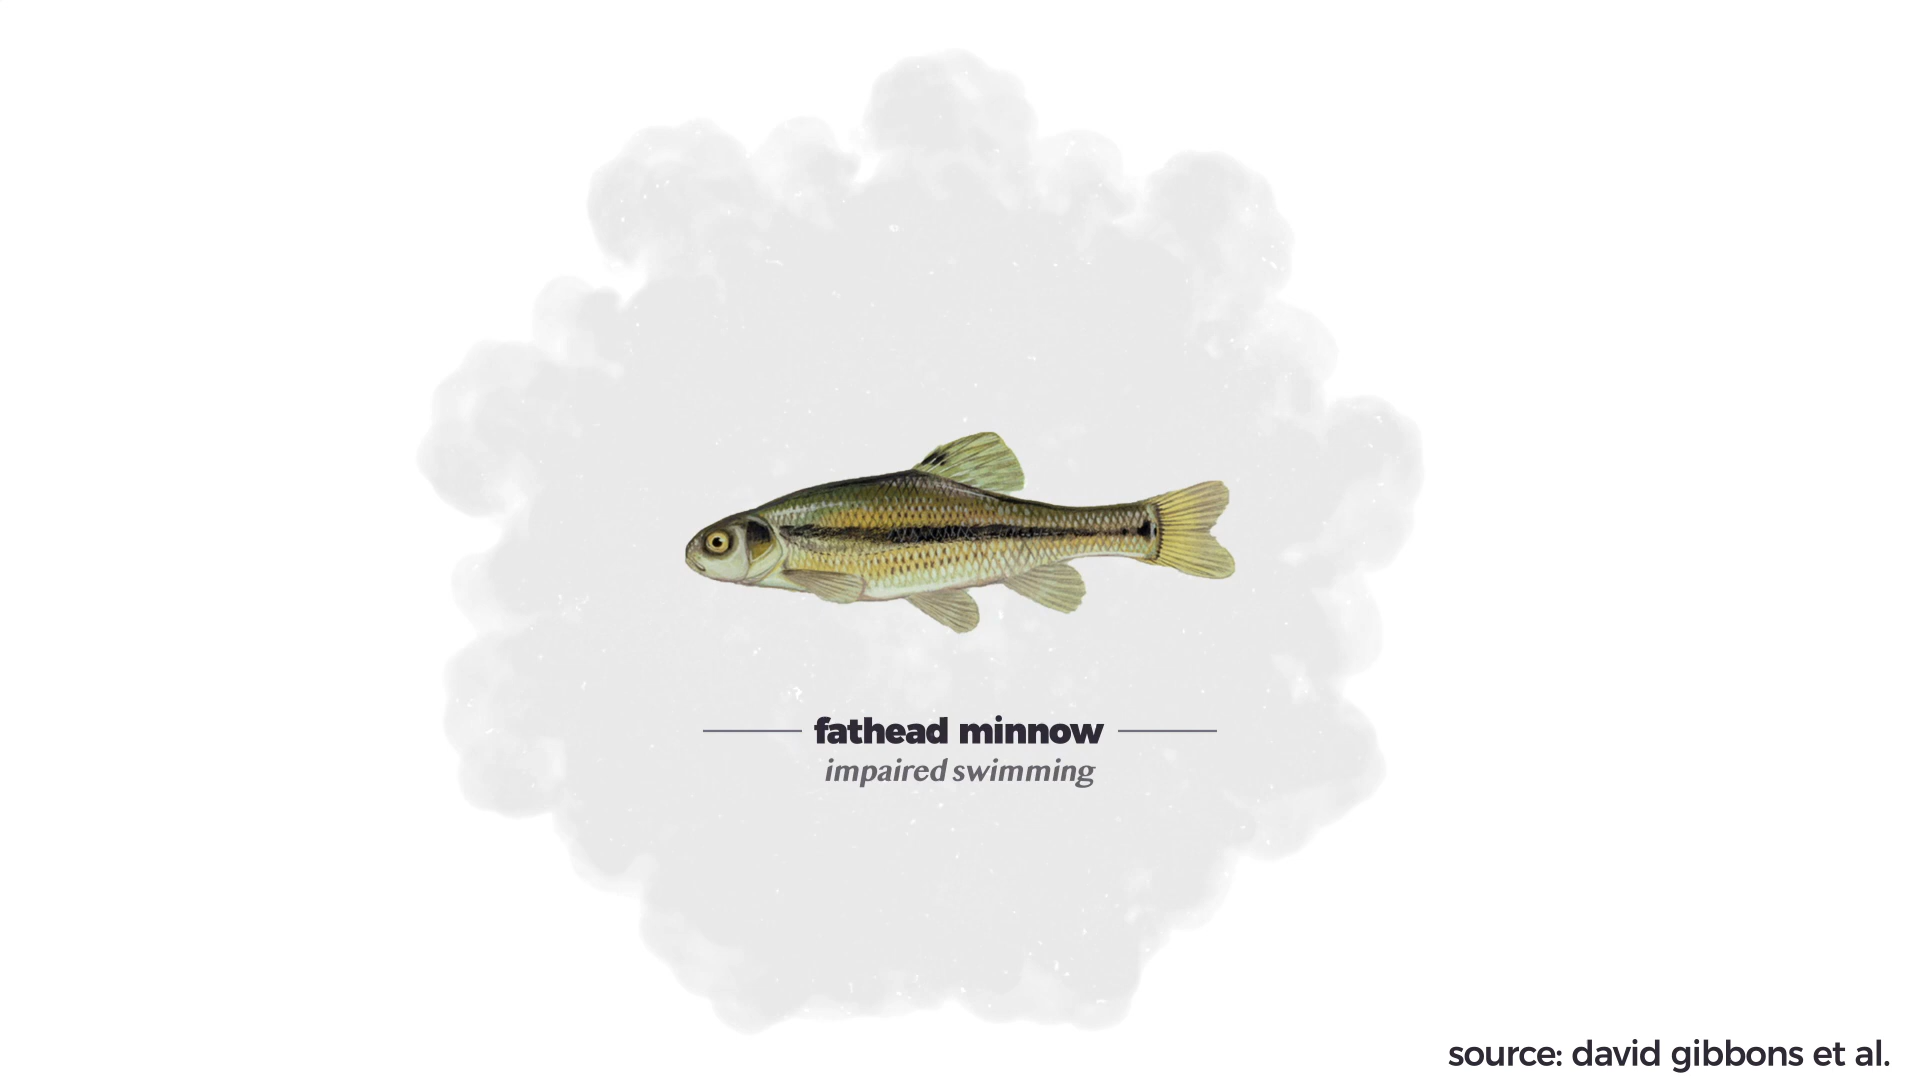 fathead minnow
impaired swimming
source: david gibbons et al.